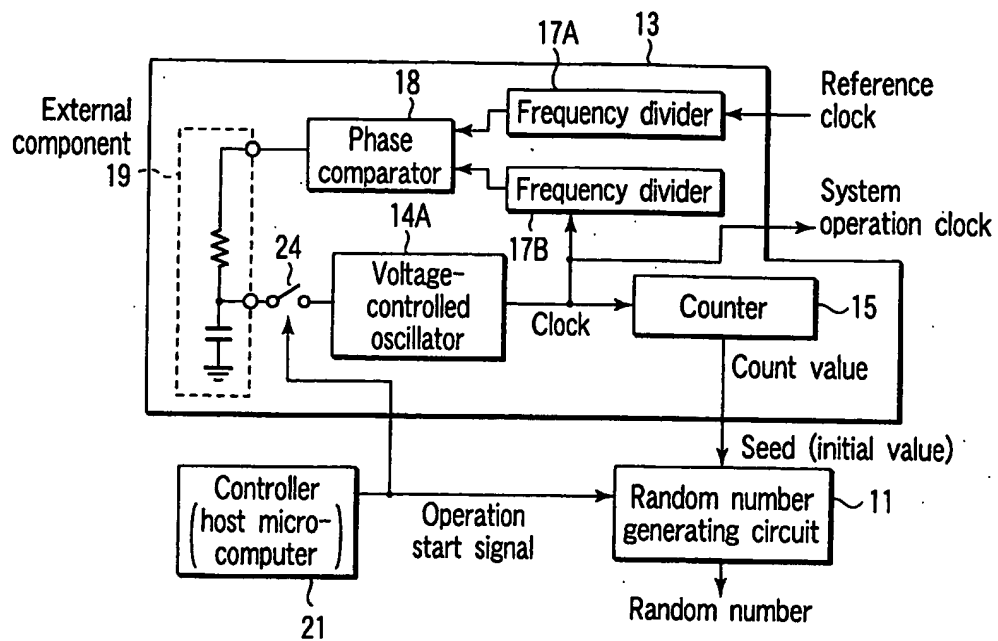 13
17A
18
Frequency divider
Reference
clock
External
component
19
Phase
comparator
Frequency divider
System
operation clock
17B
14A
24
Voltage-
controlled
oscillator
Clock
Counter
15
Count value
Seed (initial value)
Controller
(host micro-
computer)
21
Operation
start signal
Random number
generating circuit
11
Random number